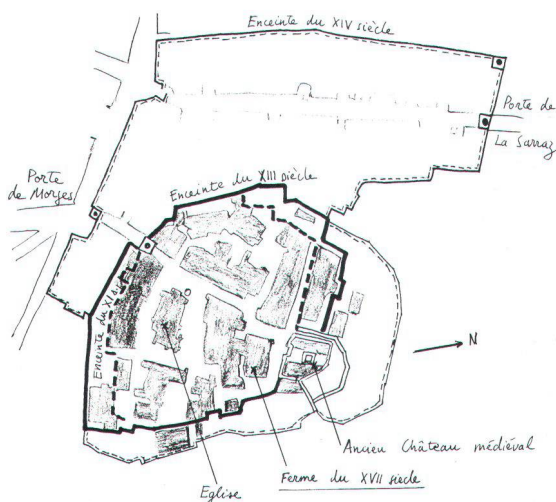 Enceinte du XIV siècle
Porte de
La Sarraz
Porte
de Morges
Enceinte du XIII siècle
Enceinte du
N
Ancien Château médiéval
Ferme du XVII siècle
Eglise